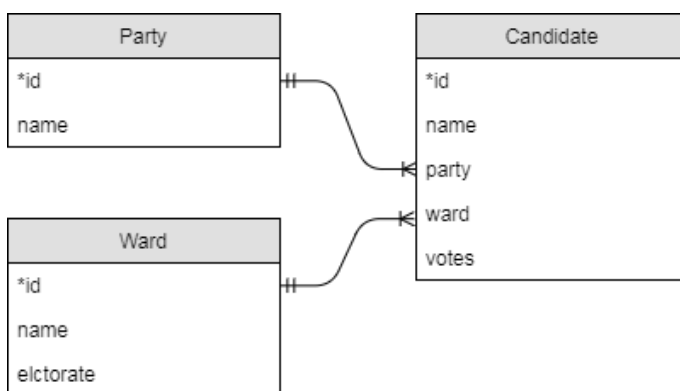 Party
*id
name
Candidate
*id
name
party
ward
votes
Ward
*id
name
elctorate